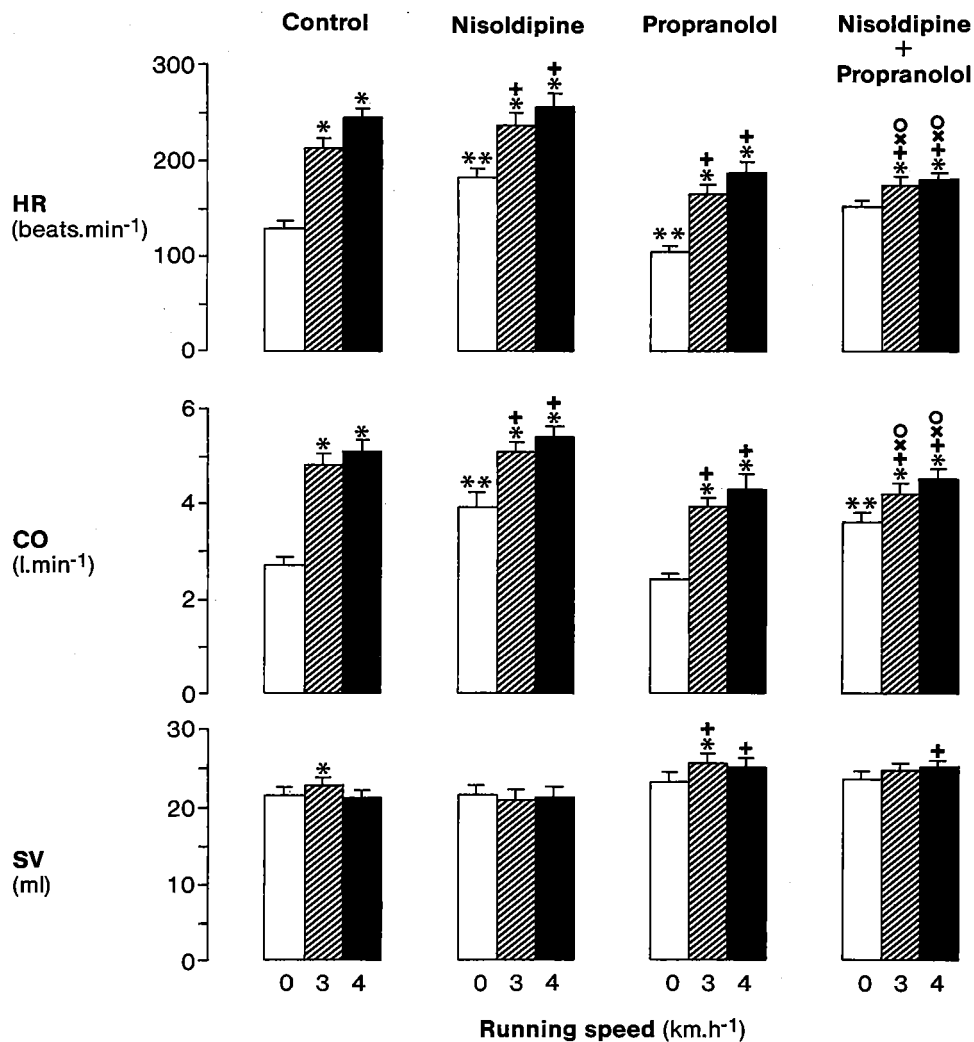 Control Nisoldipine Propranolol Nisoldipine
+
Propranolol
300
* * + * + *
** + * + * o×+* o×+*
200
**
HR
(beats.min-1)
100
0
6
* * + * + *
** + * + * ** o×+* o×+*
4
CO
(l.min-1)
2
0
30
* + * + +
20
SV
(ml)
10
0
0 3 4 0 3 4 0 3 4 0 3 4
Running speed (km.h-1)